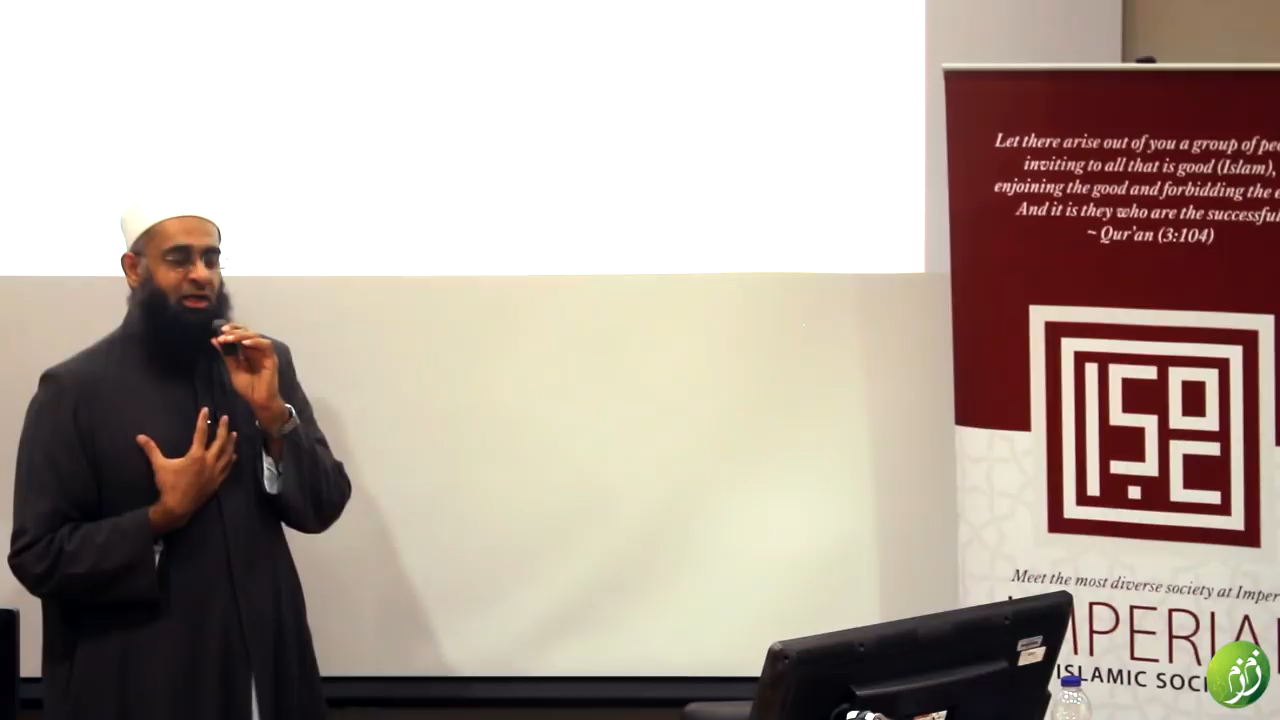 Let there arise out of you a group of
inviting to all that is good (Islam),
enjoining the good and forbidding the
And it is they who are the successful
~ Qur'an (3:104)
Meet the most diverse society at Imper
IMPERIA
ISLAMIC SOCI